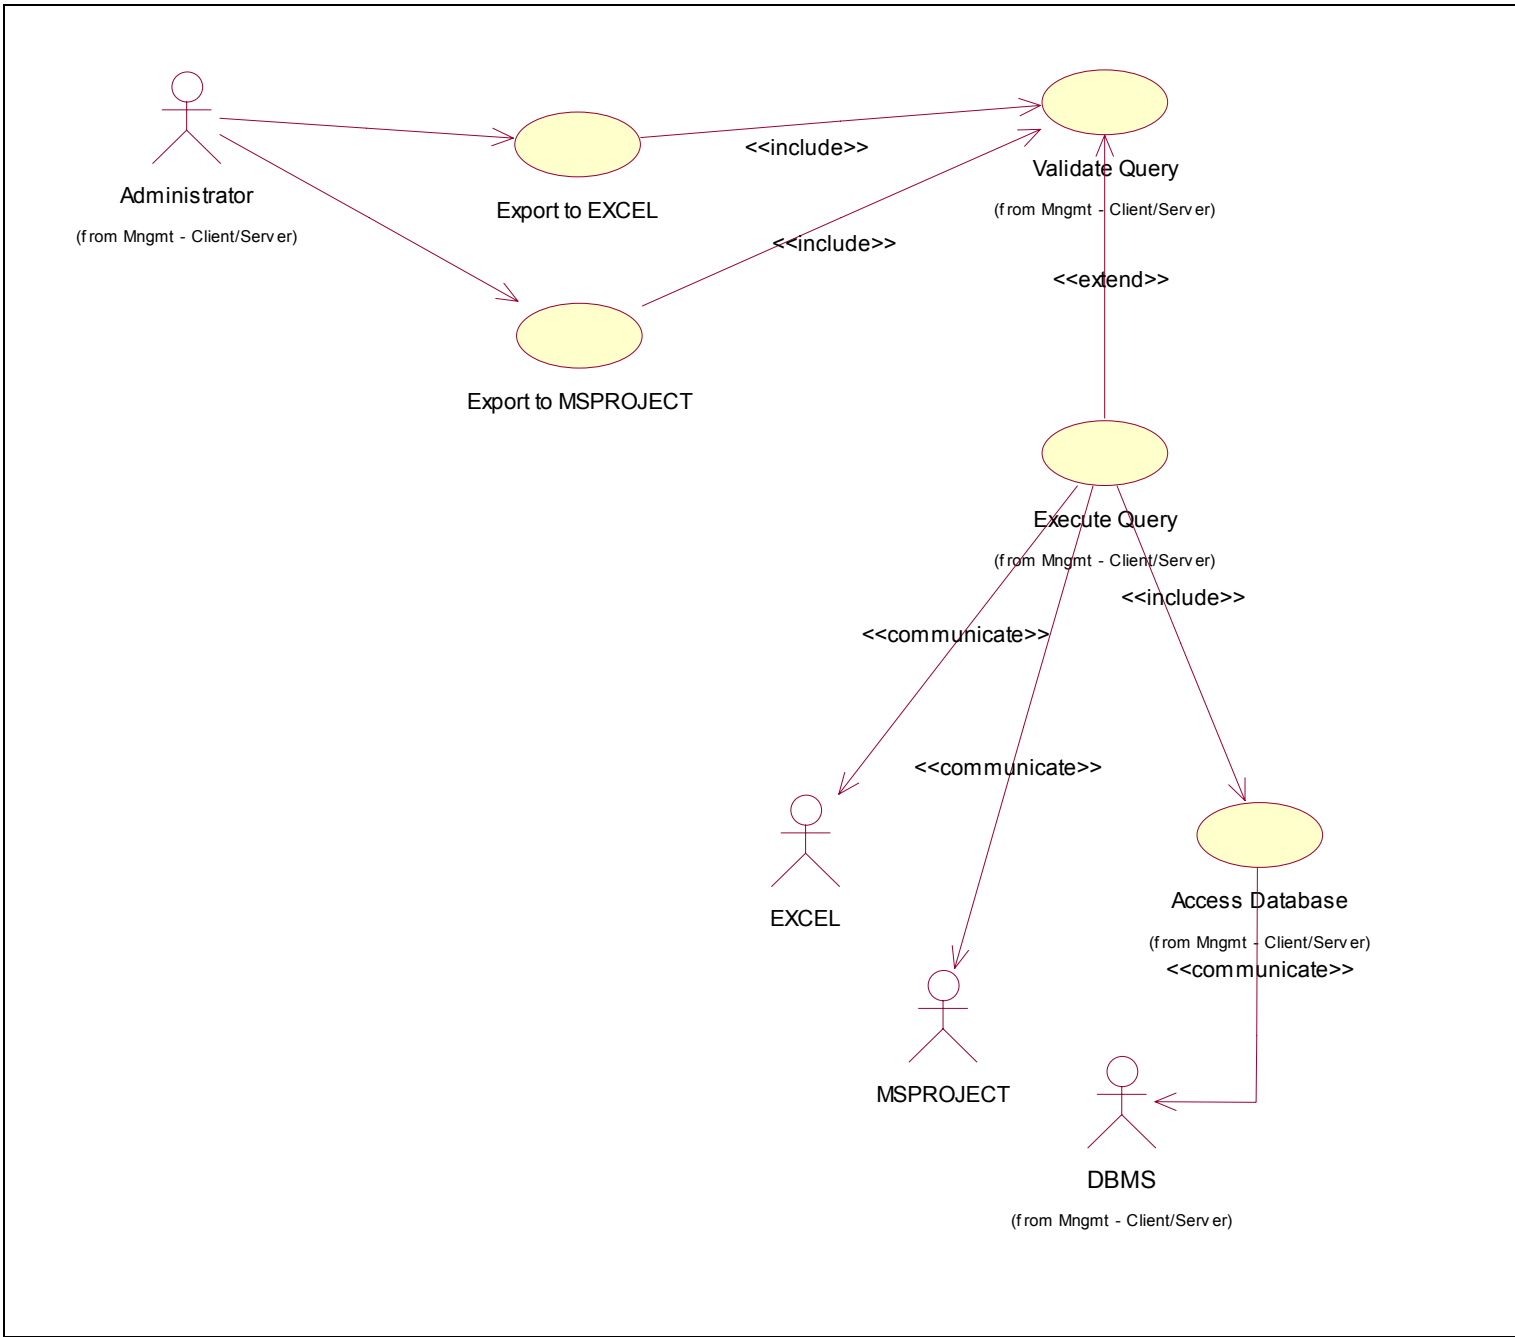 Administrator
(from Mngmt - Client/Server)
Export to EXCEL
<<include>>
Validate Query
(from Mngmt - Client/Server)
<<include>>
<<extend>>
Export to MSPROJECT
Execute Query
(from Mngmt - Client/Server)
<<include>>
<<communicate>>
<<communicate>>
EXCEL
Access Database
(from Mngmt - Client/Server)
<<communicate>>
MSPROJECT
DBMS
(from Mngmt - Client/Server)